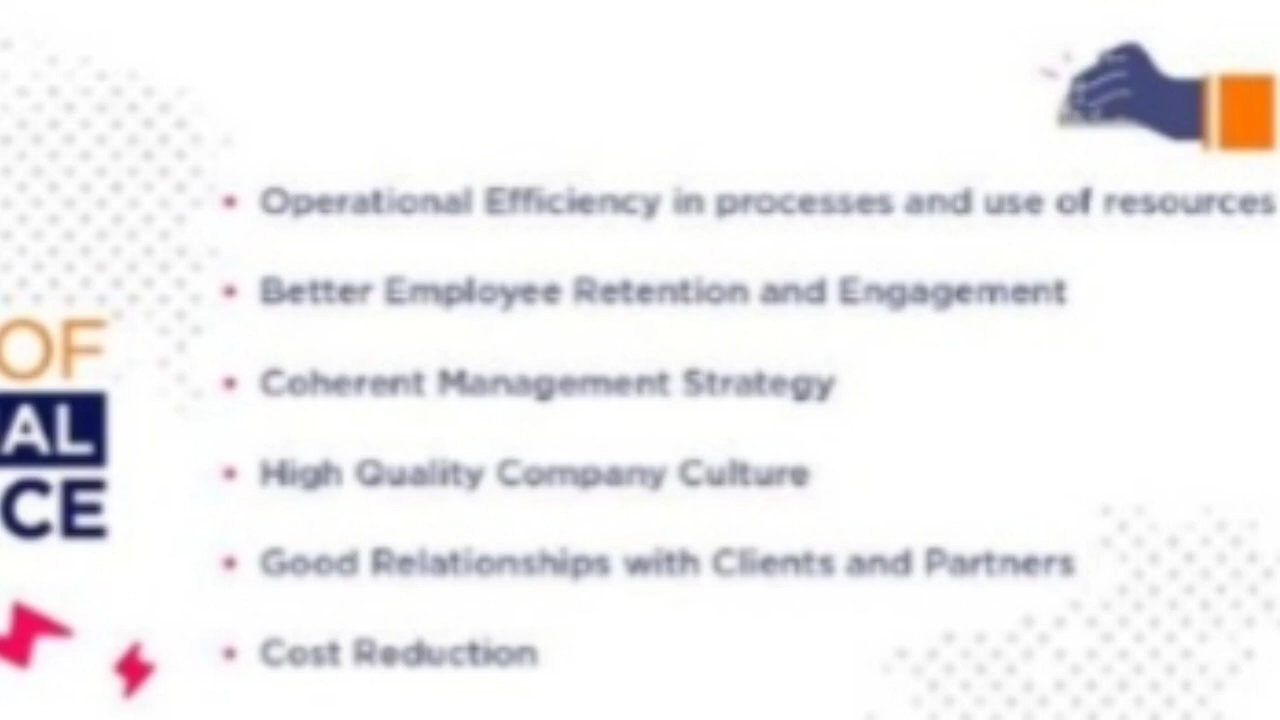 OF
AL
CE
• Operational Efficiency in processes and use of resources
• Better Employee Retention and Engagement
• Coherent Management Strategy
• High Quality Company Culture
• Good Relationships with Clients and Partners
• Cost Reduction